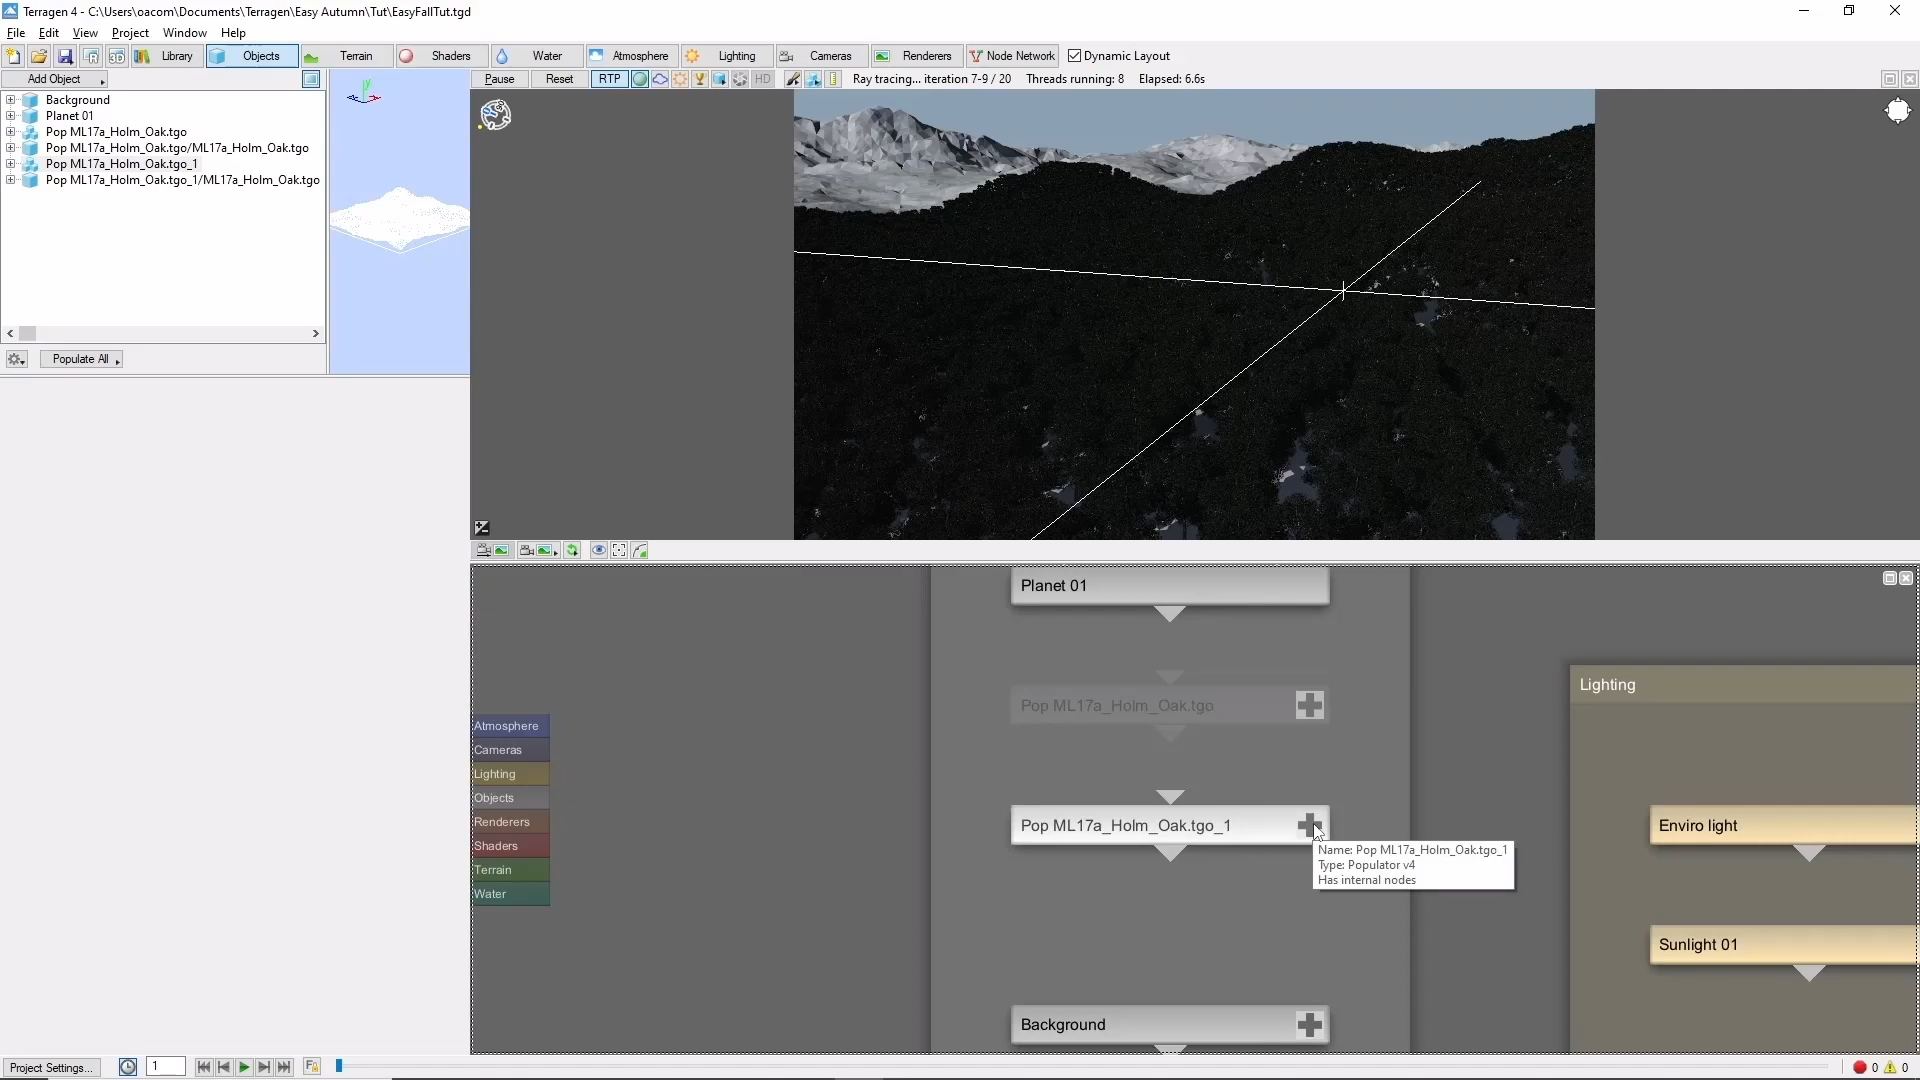 Terragen 4 - C:\Users\oacom\Documents\Terragen\Easy Autumn\Tut\EasyFallTut.tgd
File Edit View Project Window Help
Library Objects Terrain Shaders Water Atmosphere Lighting Cameras Renderers Node Network Dynamic Layout
Add Object
Pause Reset RTP HD Ray tracing... iteration 7-9 / 20 Threads running: 8 Elapsed: 6.6s
Background
Planet 01
Pop ML17a_Holm_Oak.tgo
Pop ML17a_Holm_Oak.tgo/ML17a_Holm_Oak.tgo
Pop ML17a_Holm_Oak.tgo_1
Pop ML17a_Holm_Oak.tgo_1/ML17a_Holm_Oak.tgo
Populate All
Planet 01
Pop ML17a_Holm_Oak.tgo
Pop ML17a_Holm_Oak.tgo_1
Name: Pop ML17a_Holm_Oak.tgo_1
Type: Populator v4
Has internal nodes
Background
Lighting
Enviro light
Sunlight 01
Atmosphere
Cameras
Lighting
Objects
Renderers
Shaders
Terrain
Water
Project Settings... 1 0 0